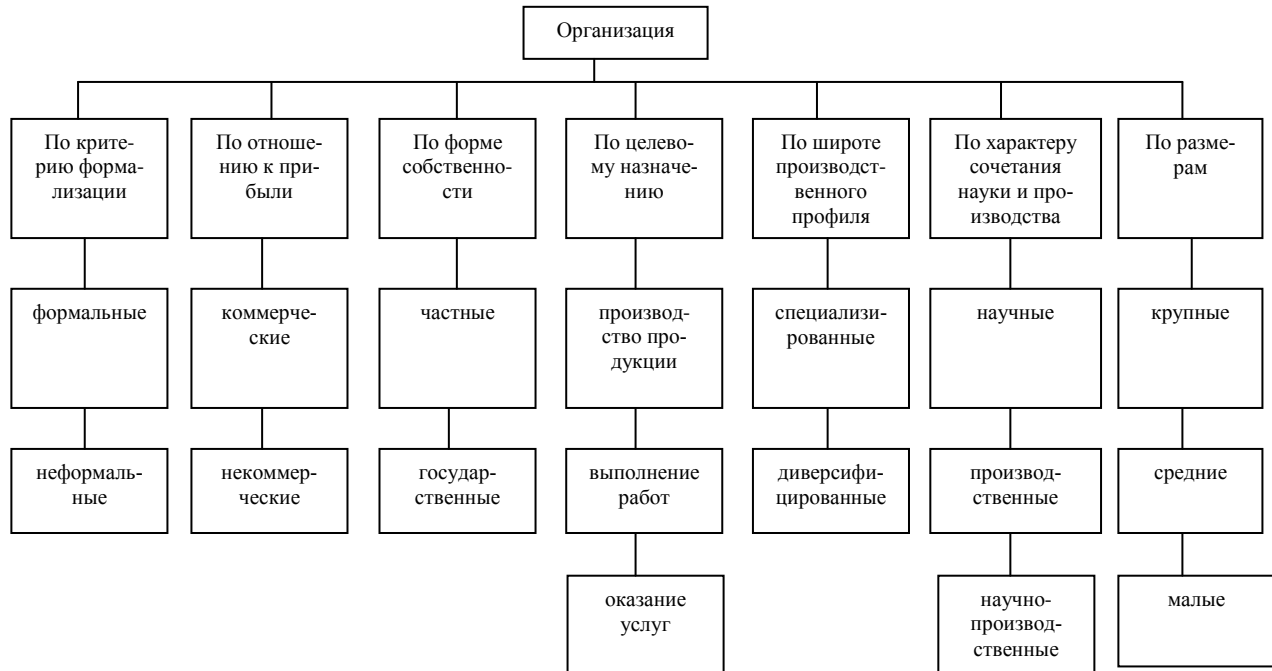 Организация
По крите-
рию форма-
лизации
По отноше-
нию к при-
были
По форме
собственно-
сти
По целево-
му назначе-
нию
По широте
производст-
венного
профиля
По характеру
сочетания
науки и про-
изводства
По разме-
рам
формальные
коммерче-
ские
частные
производ-
ство про-
дукции
специализи-
рованные
научные
крупные
неформаль-
ные
некоммер-
ческие
государ-
ственные
выполнение
работ
диверсифи-
цированные
производ-
ственные
средние
оказание
услуг
научно-
производ-
ственные
малые